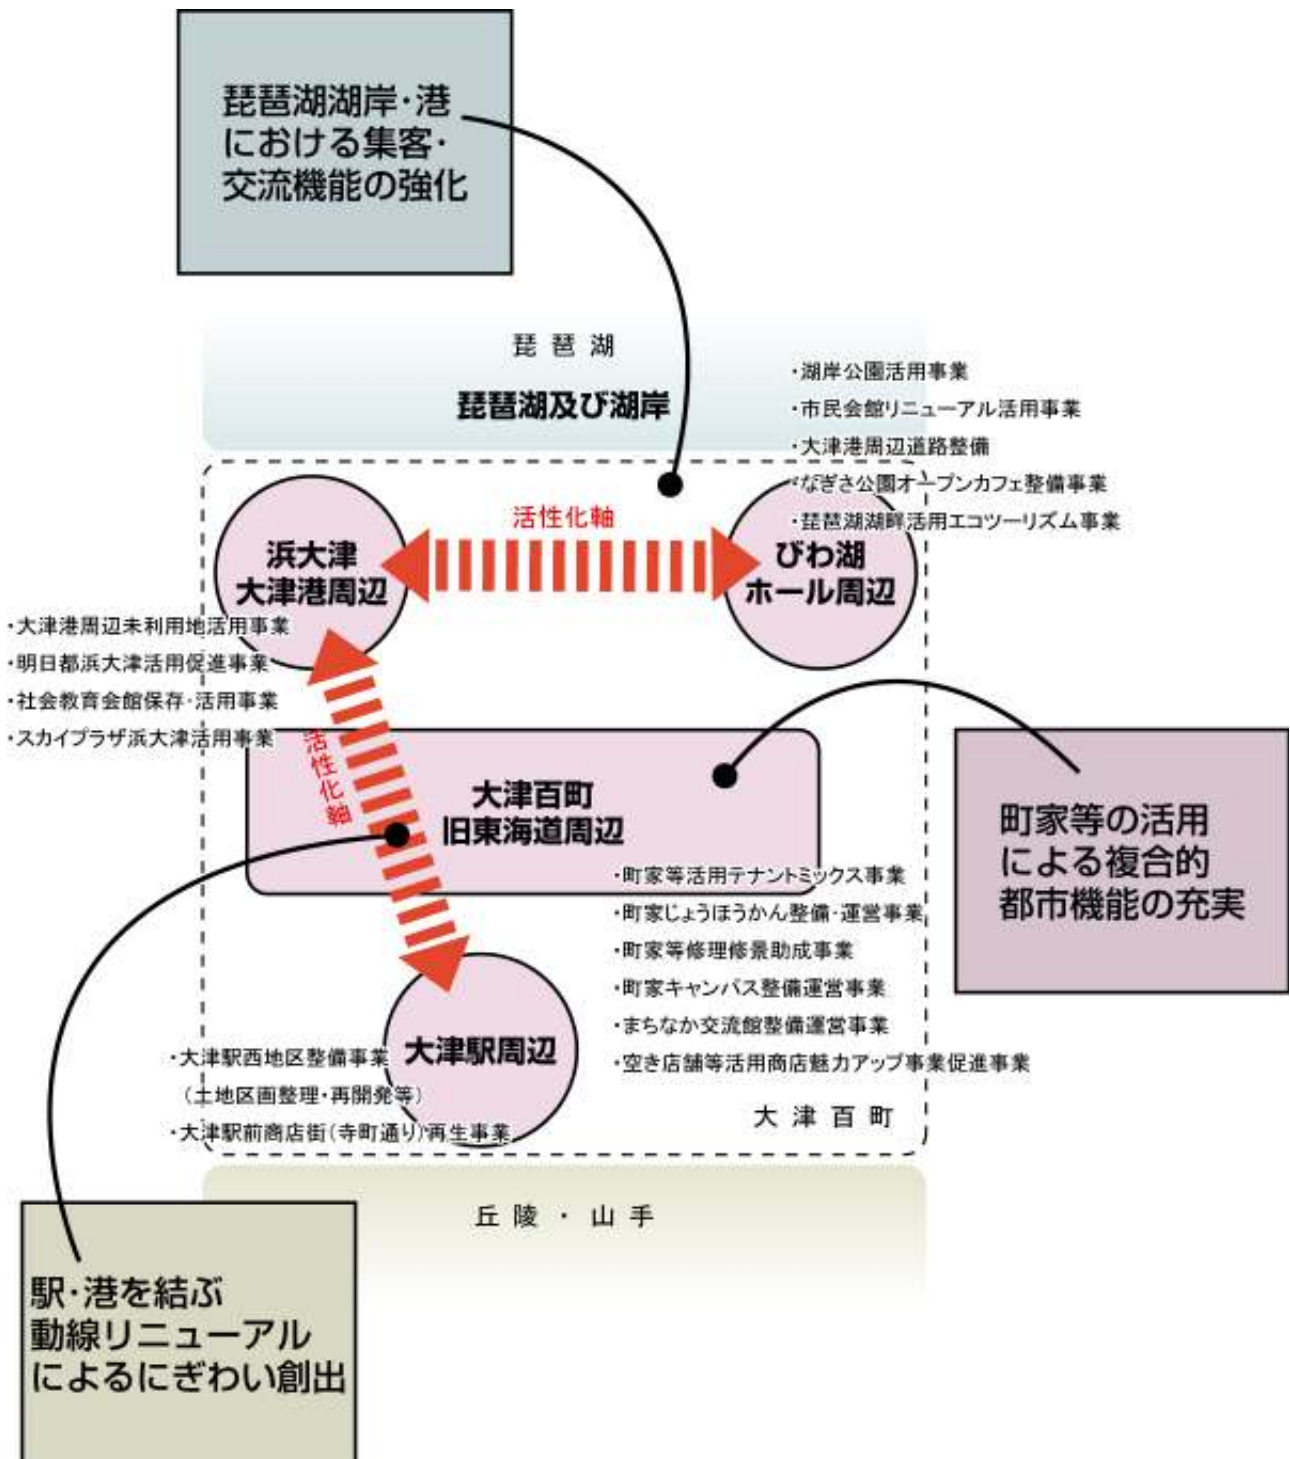 琵琶湖湖岸・港
における集客・
交流機能の強化
琵琶湖
琵琶湖及び湖岸
・湖岸公園活用事業
・市民会館リニューアル活用事業
・大津港周辺道路整備
・なぎさ公園オープンカフェ整備事業
・琵琶湖湖畔活用エコツーリズム事業
活性化軸
浜大津
大津港周辺
びわ湖
ホール周辺
・大津港周辺未利用地活用事業
・明日都浜大津活用促進事業
・社会教育会館保存・活用事業
・スカイプラザ浜大津活用事業
活性化軸
大津百町
旧東海道周辺
町家等の活用
による複合的
都市機能の充実
・町家等活用テナントミックス事業
・町家じょうほうかん整備・運営事業
・町家等修理修景助成事業
・町家キャンパス整備運営事業
・まちなか交流館整備運営事業
・空き店舗等活用商店魅力アップ事業促進事業
大津駅周辺
・大津駅西地区整備事業
（土地区画整理・再開発等）
・大津駅前商店街（寺町通り）再生事業
大津百町
丘陵・山手
駅・港を結ぶ
動線リニューアル
によるにぎわい創出